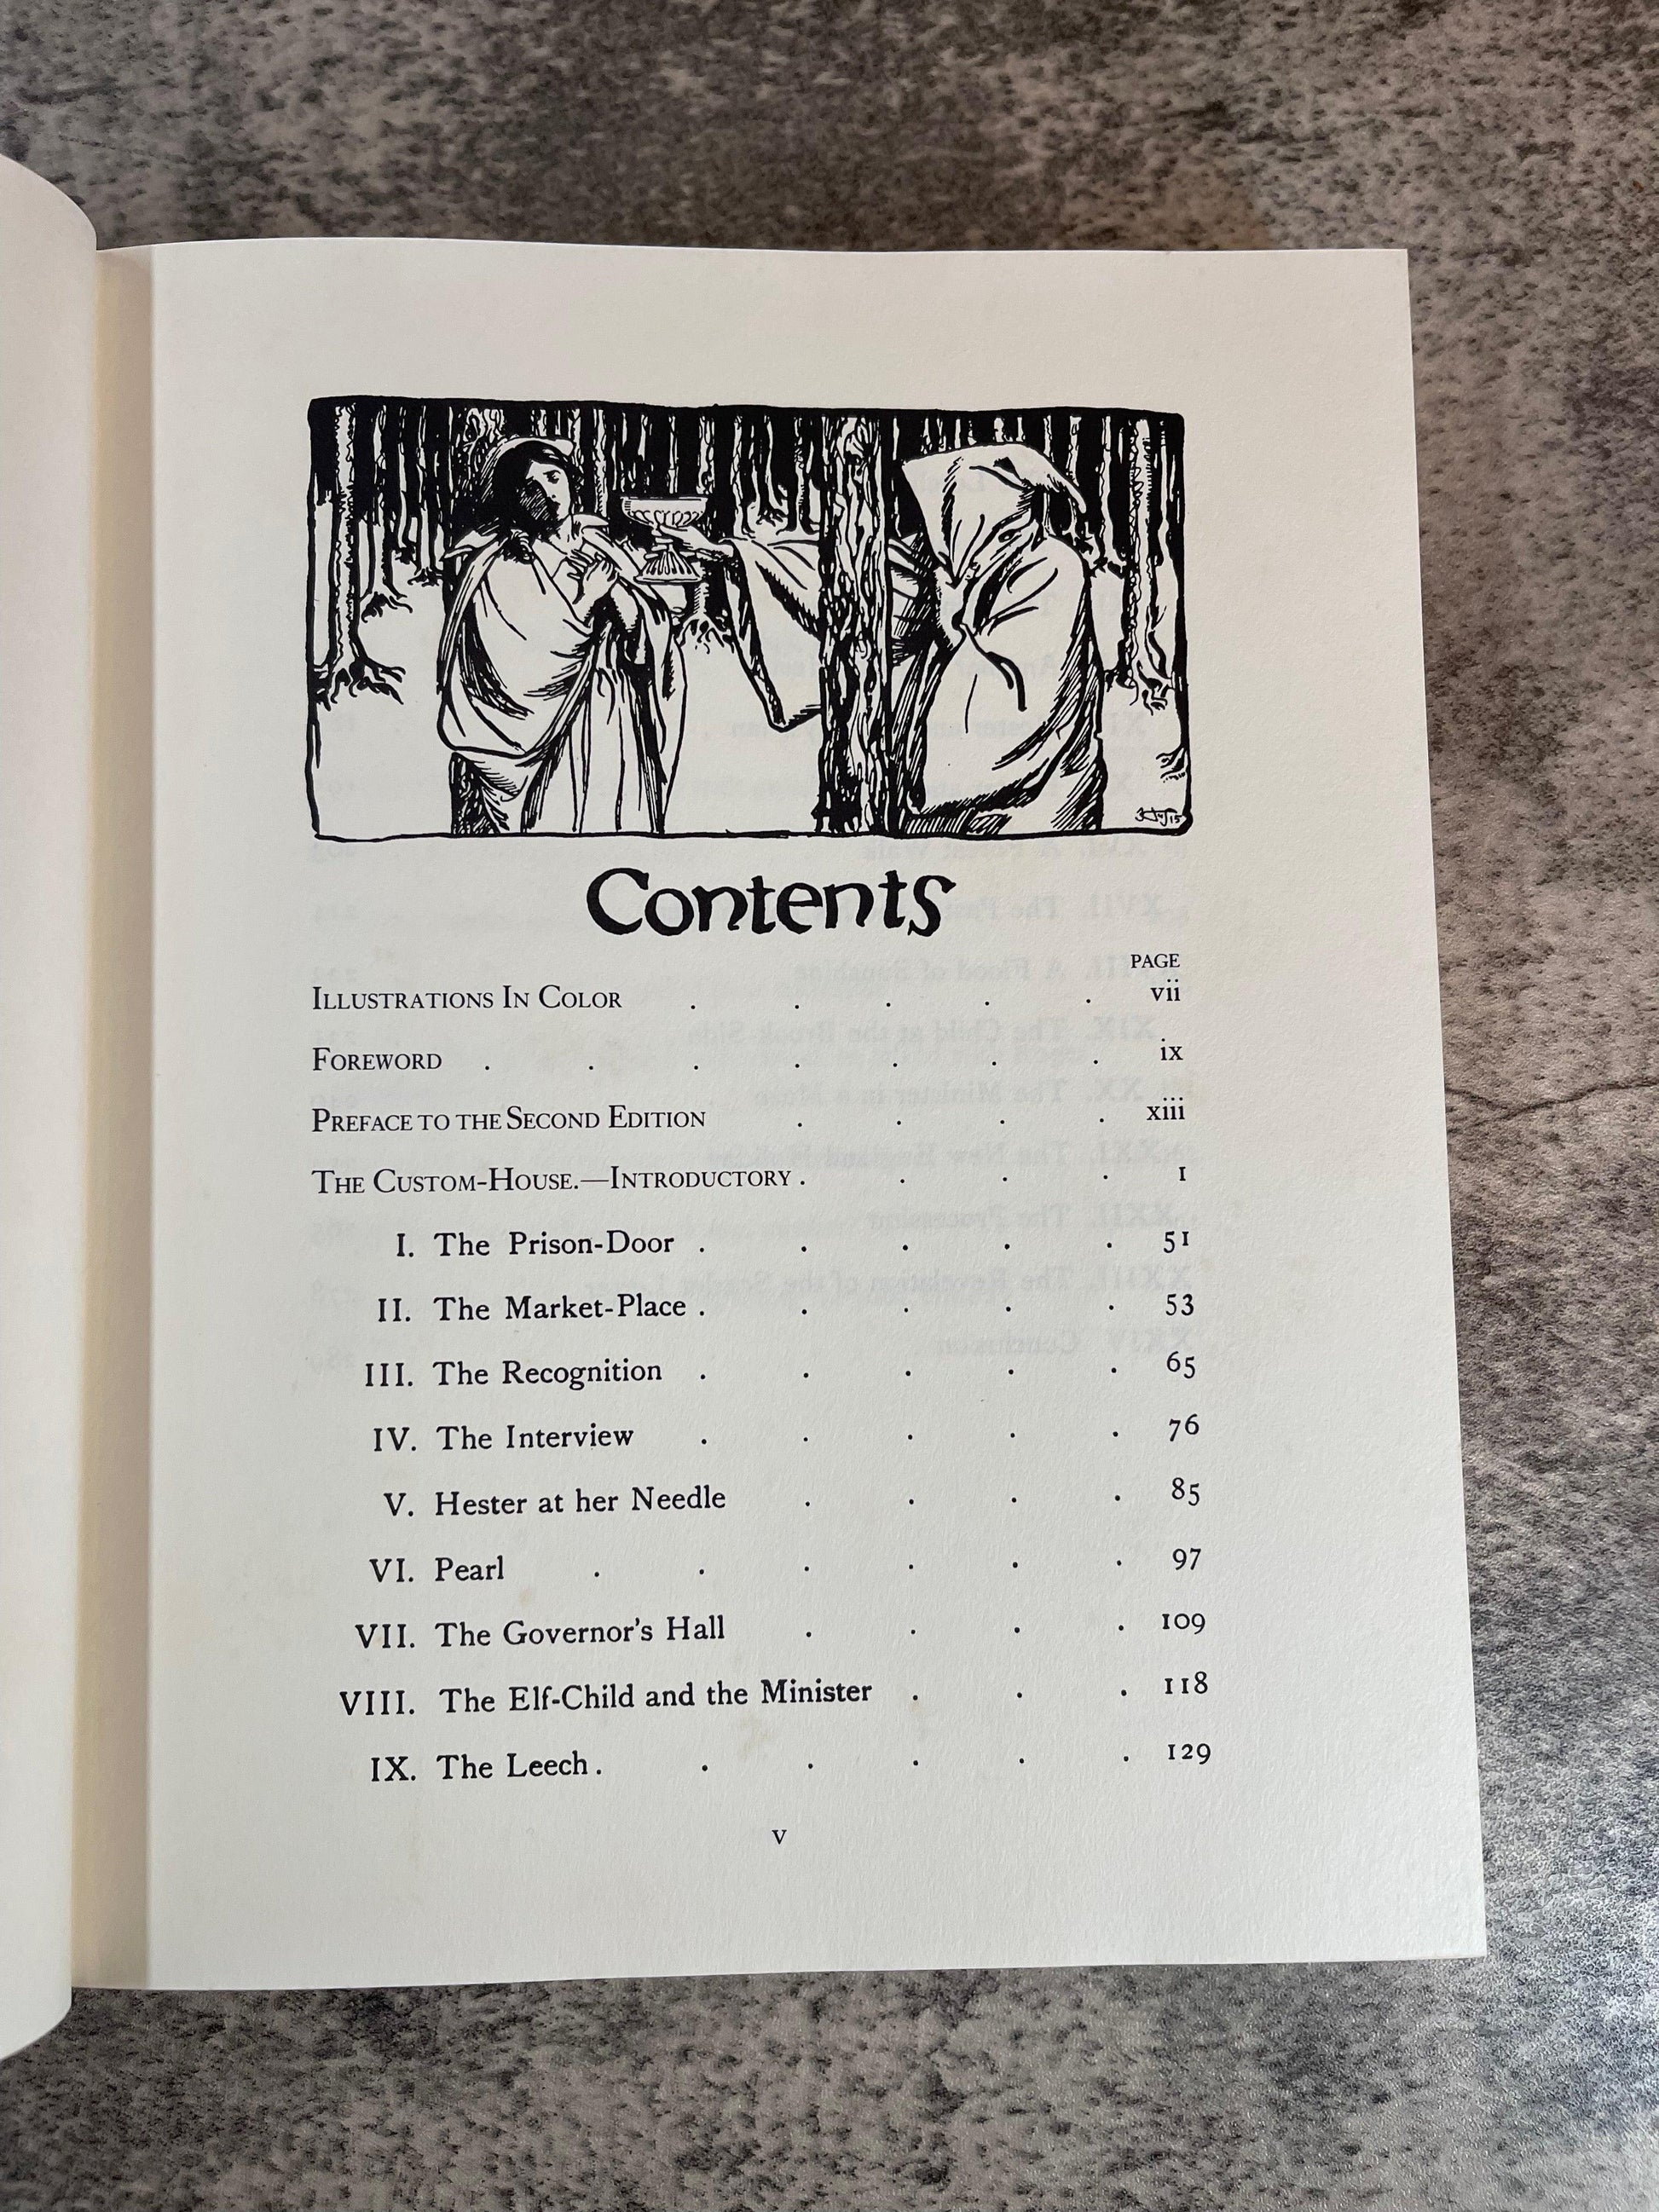 Contents
PAGE
ILLUSTRATIONS IN COLOR . . . . . vii
FOREWORD . . . . . . . ix
PREFACE TO THE SECOND EDITION . . . . xiii
THE CUSTOM-HOUSE.—INTRODUCTORY . . . . 1
I. The Prison-Door . . . . . 51
II. The Market-Place . . . . . 53
III. The Recognition . . . . . 65
IV. The Interview . . . . . 76
V. Hester at her Needle . . . . 85
VI. Pearl . . . . . . 97
VII. The Governor's Hall . . . . 109
VIII. The Elf-Child and the Minister . . . 118
IX. The Leech . . . . . . 129
v